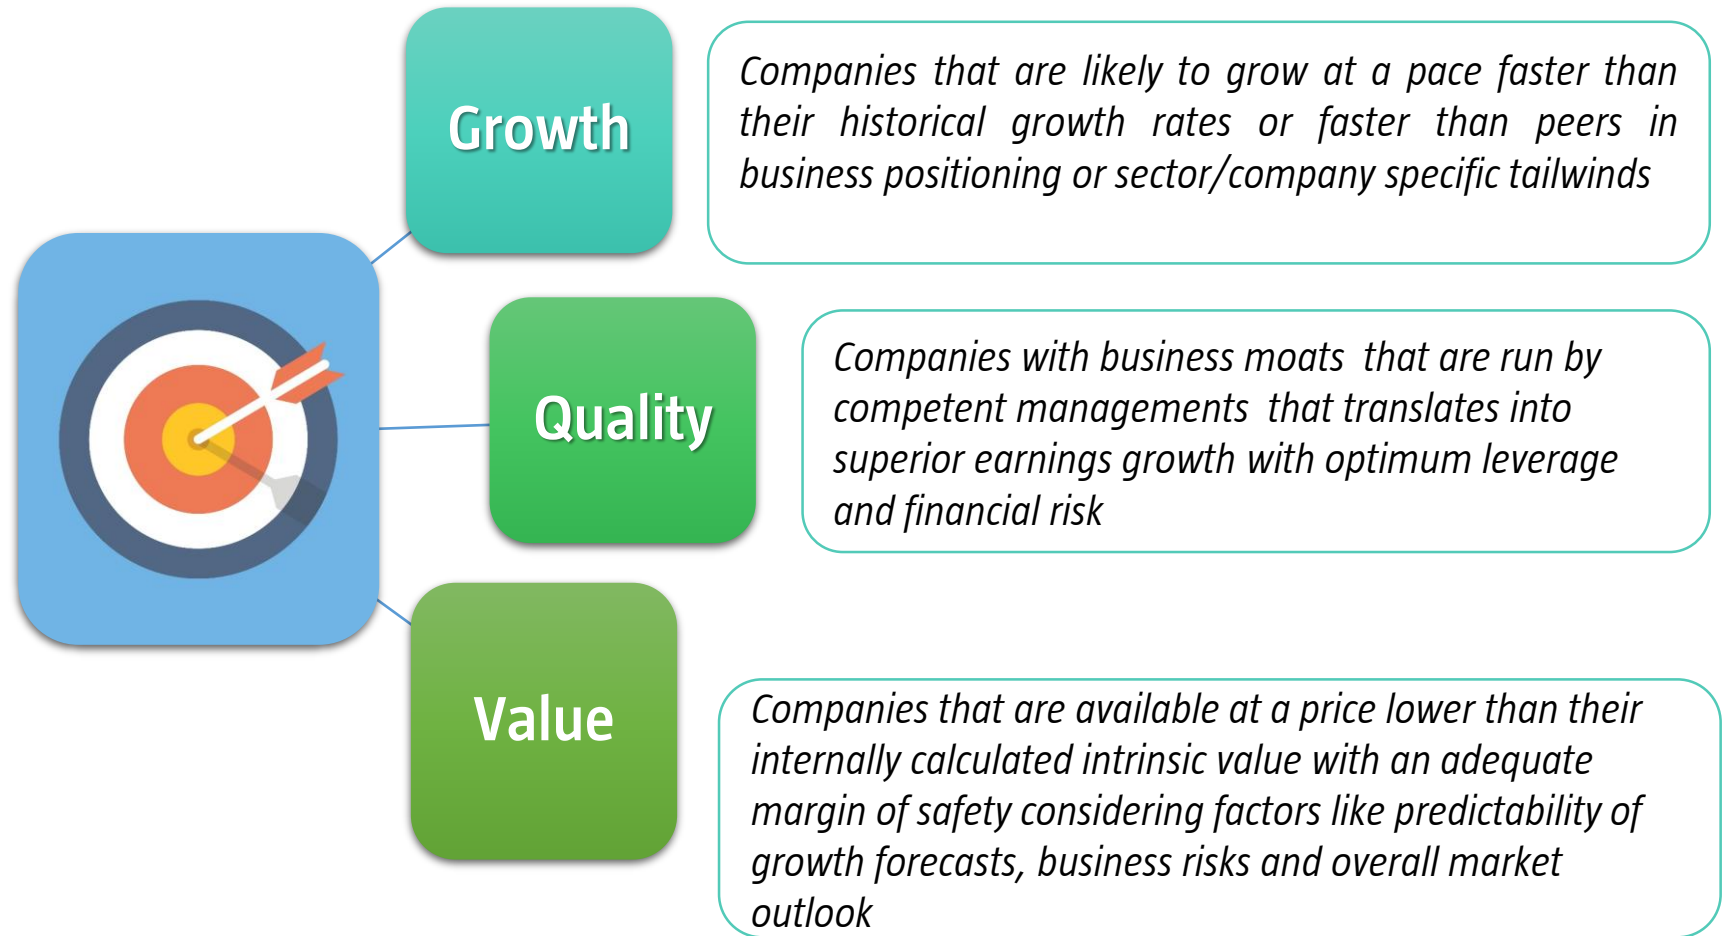 Growth
Companies that are likely to grow at a pace faster than
their historical growth rates or faster than peers in
business positioning or sector/company specific tailwinds
Quality
Companies with business moats that are run by
competent managements that translates into
superior earnings growth with optimum leverage
and financial risk
Value
Companies that are available at a price lower than their
internally calculated intrinsic value with an adequate
margin of safety considering factors like predictability of
growth forecasts, business risks and overall market
outlook